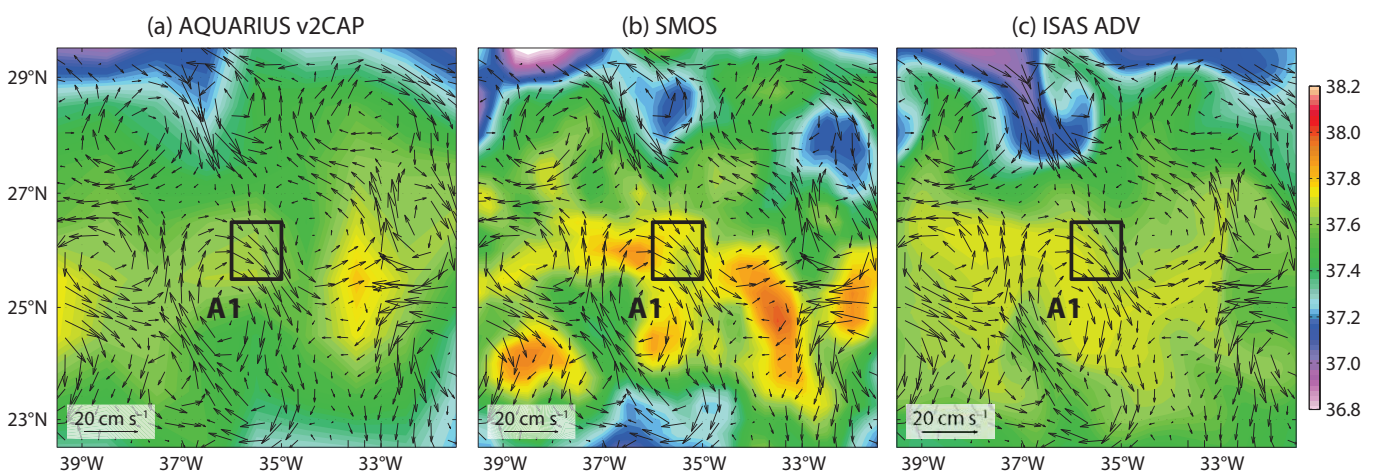 (a) AQUARIUS v2CAP
(b) SMOS
(c) ISAS ADV
29°N
27°N
25°N
23°N
A1
A1
A1
20 cm s⁻¹
20 cm s⁻¹
20 cm s⁻¹
39°W
37°W
35°W
33°W
39°W
37°W
35°W
33°W
39°W
37°W
35°W
33°W
38.2
38.0
37.8
37.6
37.4
37.2
37.0
36.8